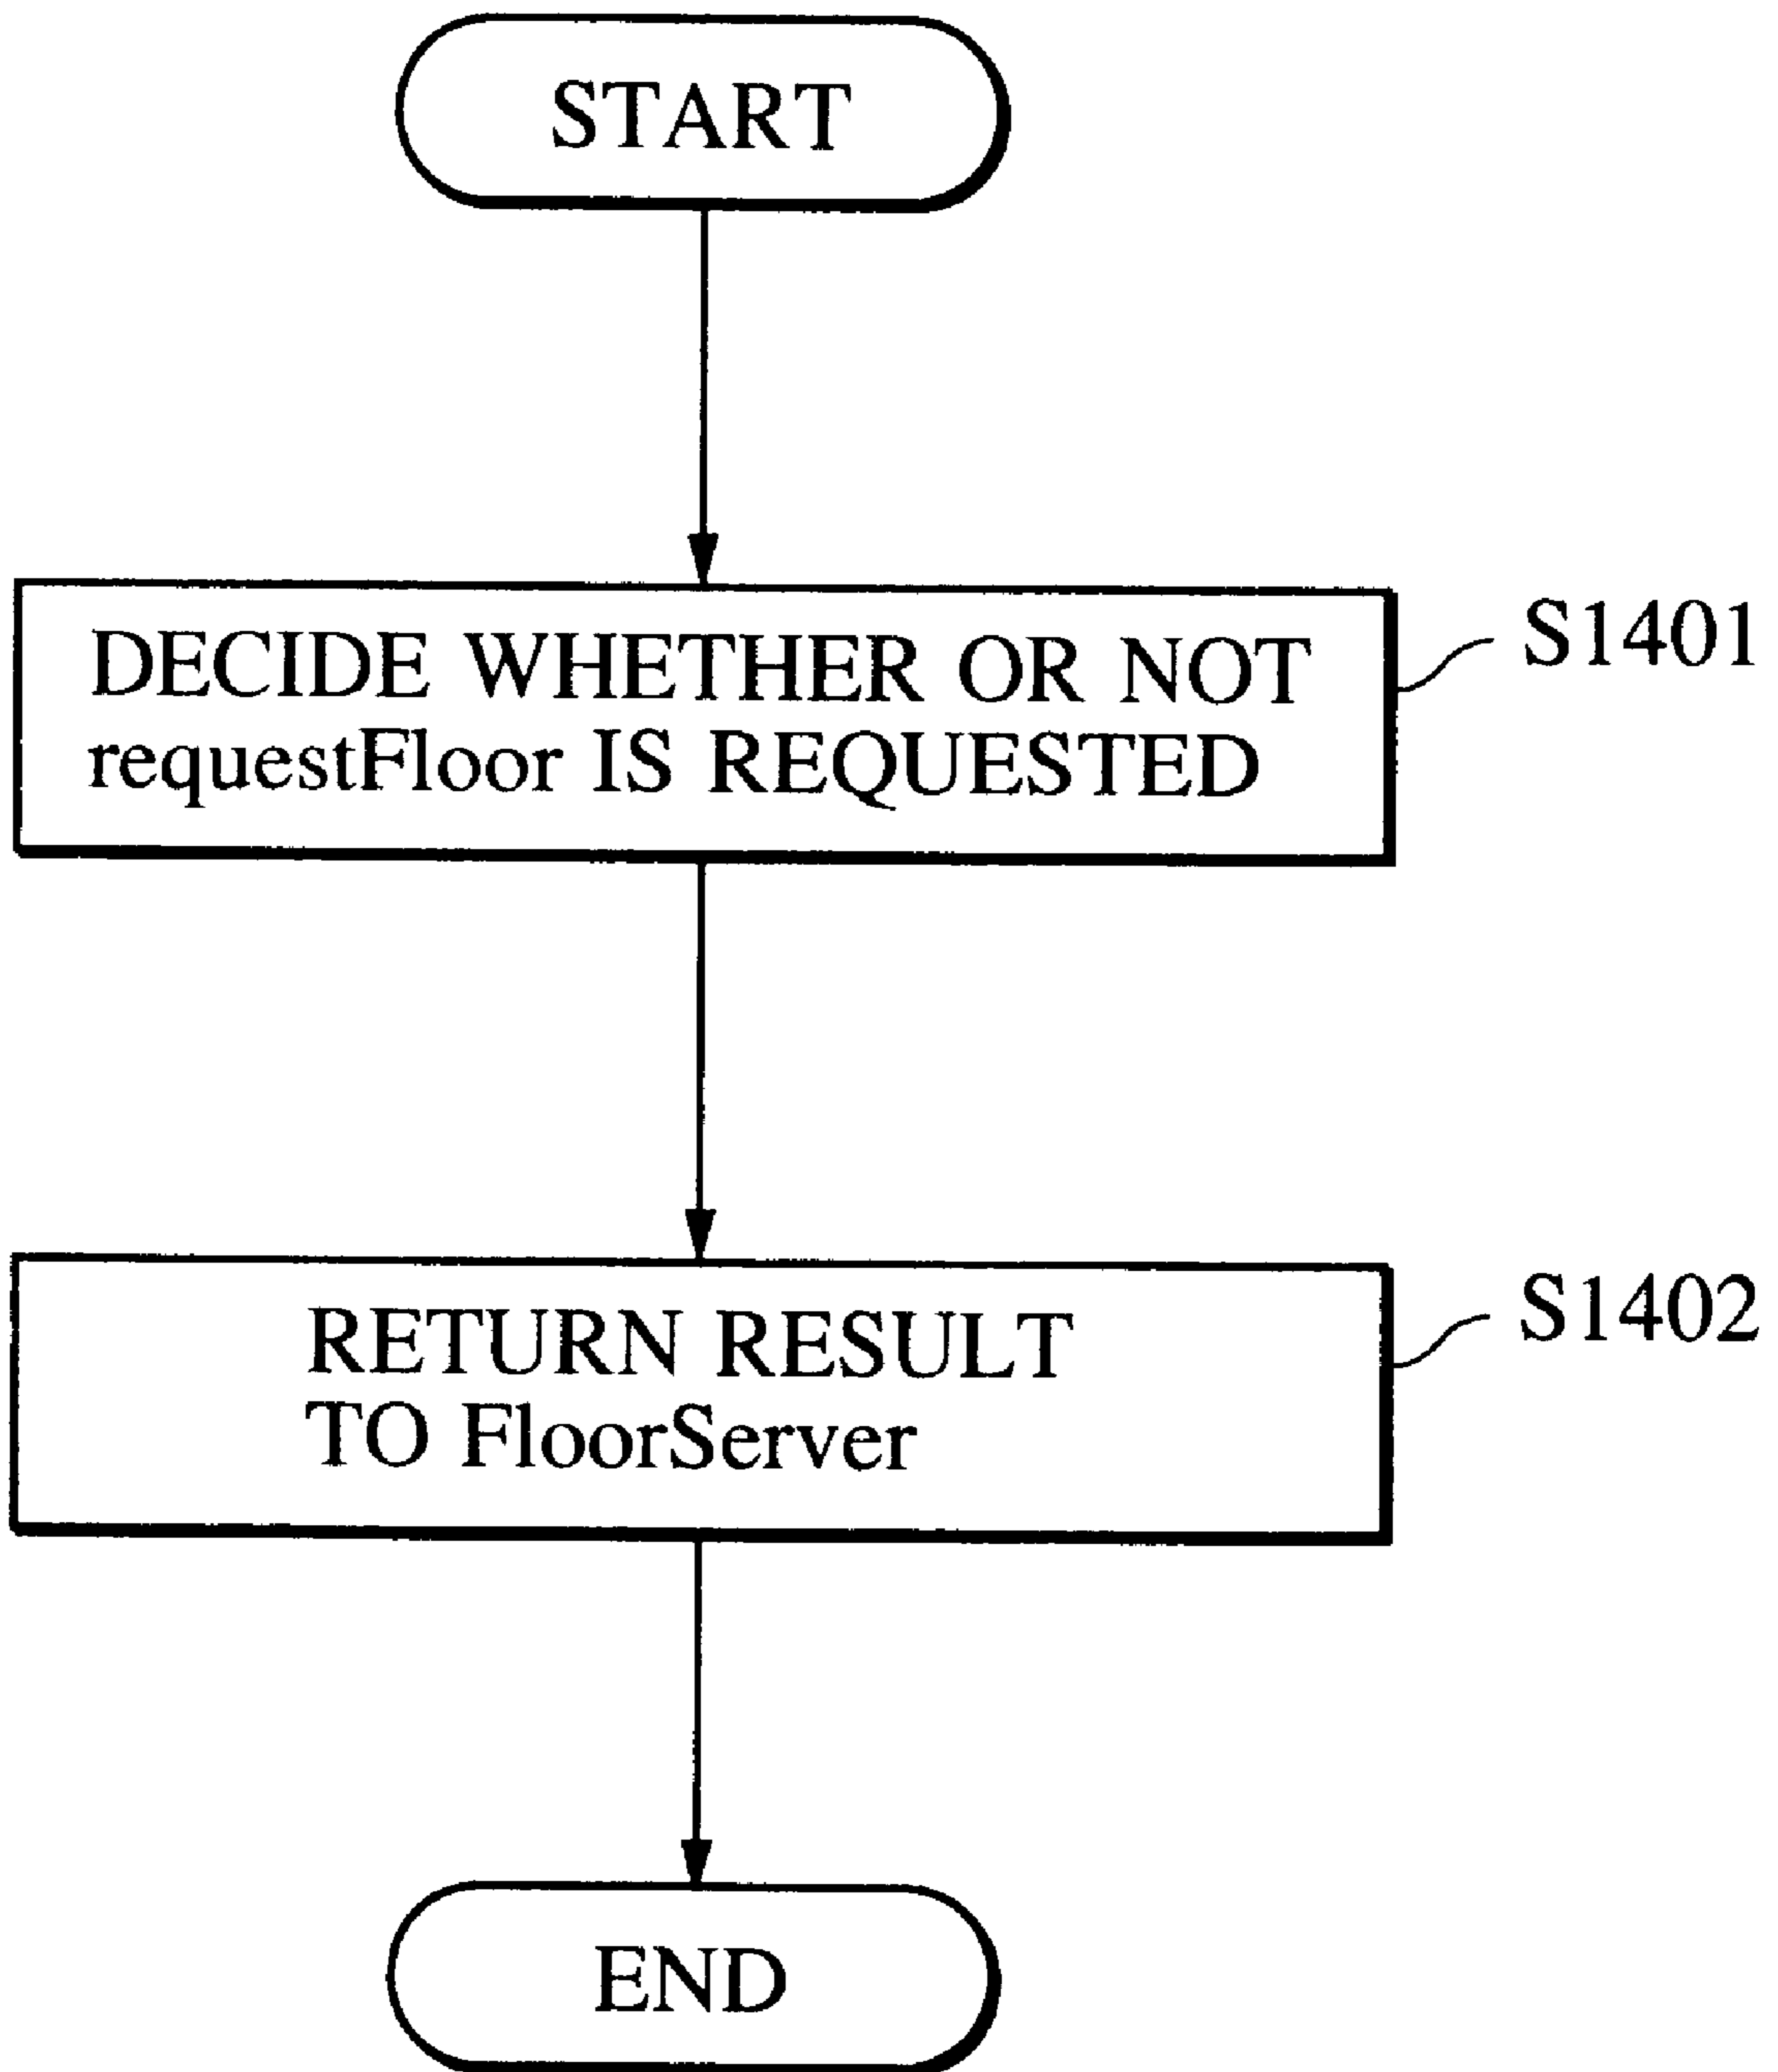 START
DECIDE WHETHER OR NOT
requestFloor IS REQUESTED
S1401
RETURN RESULT
TO FloorServer
S1402
END